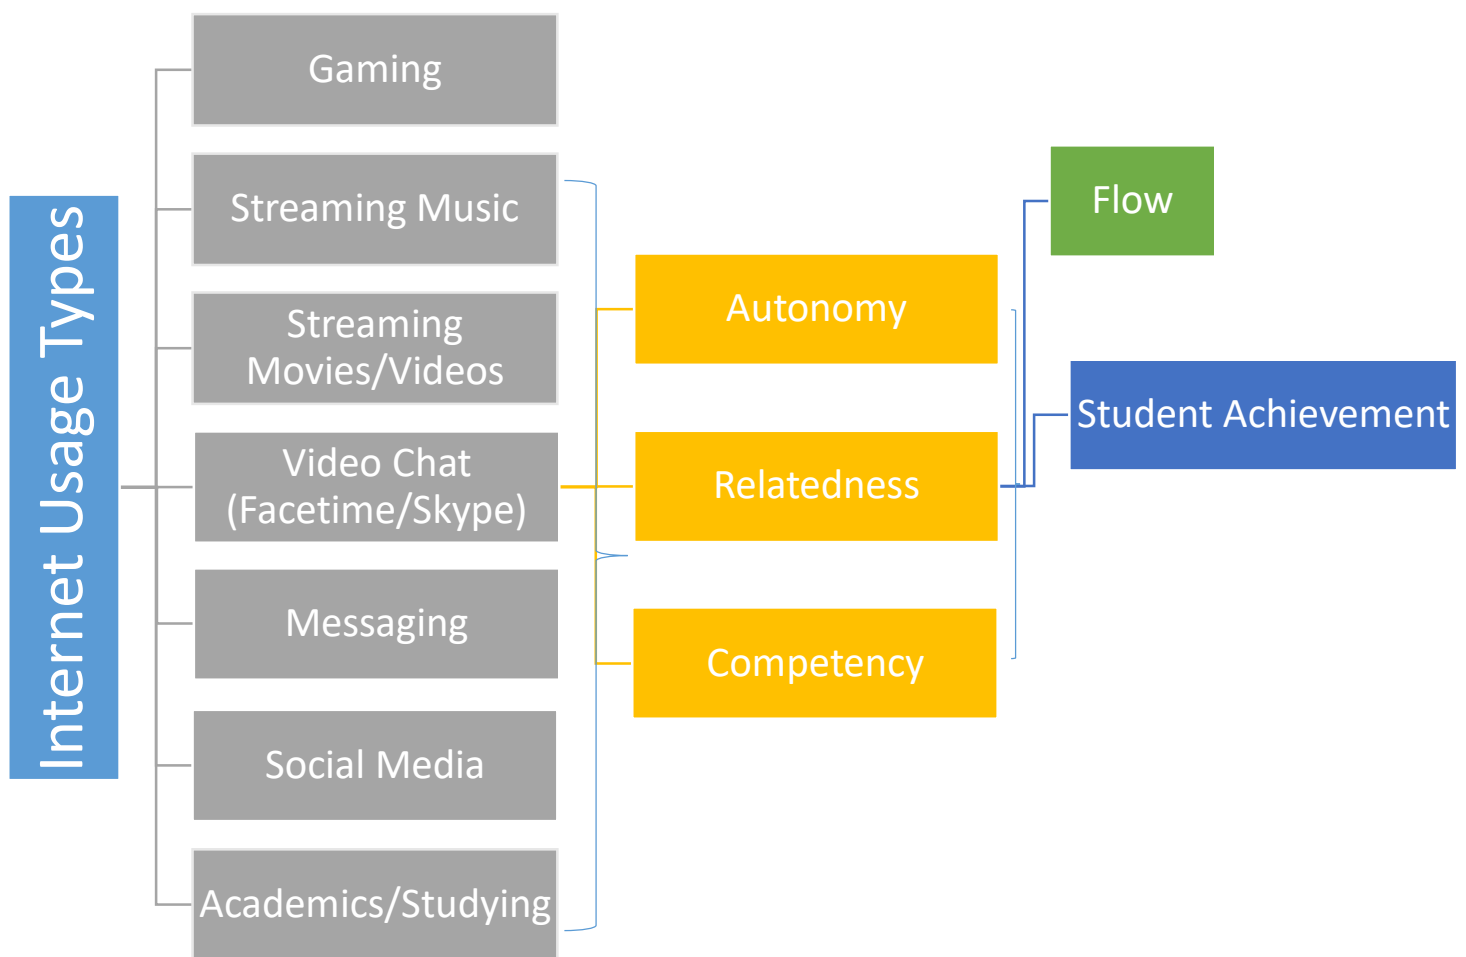 Internet Usage Types
Gaming
Streaming Music
Streaming
Movies/Videos
Video Chat
(Facetime/Skype)
Messaging
Social Media
Academics/Studying
Autonomy
Relatedness
Competency
Flow
Student Achievement